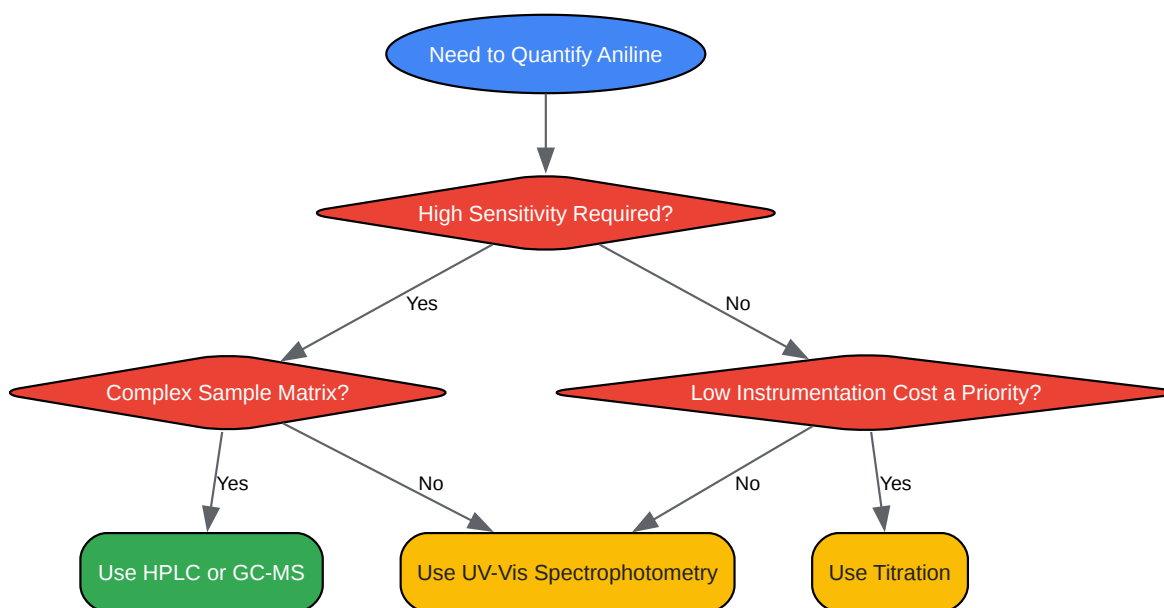 Need to Quantify Aniline
High Sensitivity Required?
Yes
No
Complex Sample Matrix?
Low Instrumentation Cost a Priority?
Yes
No
No
Yes
Use HPLC or GC-MS
Use UV-Vis Spectrophotometry
Use Titration